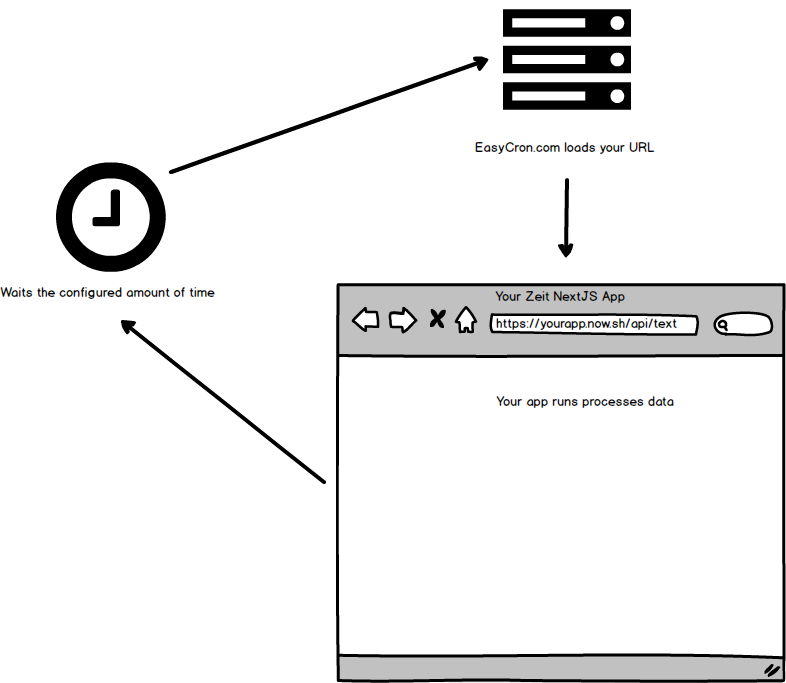 EasyCron.com loads your URL
Waits the configured amount of time
Your Zeit NextJS App
https://yourapp.now.sh/api/text
Your app runs processes data